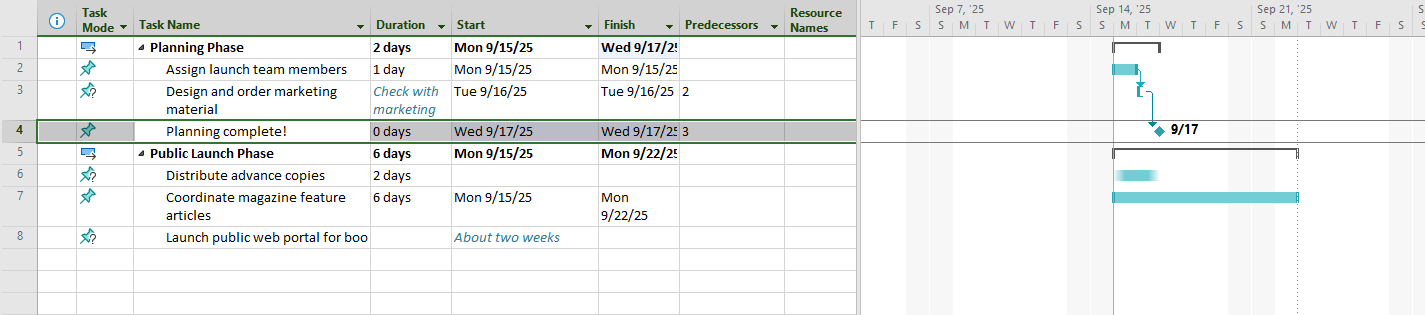 Task Mode Task Name Duration Start Finish Predecessors Resource Names
Sep 7, '25 Sep 14, '25 Sep 21, '25 S
T F S S M T W T F S S M T W T F S S M T W T F S S
1 Planning Phase 2 days Mon 9/15/25 Wed 9/17/25
2 Assign launch team members 1 day Mon 9/15/25 Mon 9/15/25
3 Design and order marketing material Check with marketing Tue 9/16/25 Tue 9/16/25 2
4 Planning complete! 0 days Wed 9/17/25 Wed 9/17/25 3
9/17
5 Public Launch Phase 6 days Mon 9/15/25 Mon 9/22/25
6 Distribute advance copies 2 days
7 Coordinate magazine feature articles 6 days Mon 9/15/25 Mon 9/22/25
8 Launch public web portal for boo About two weeks